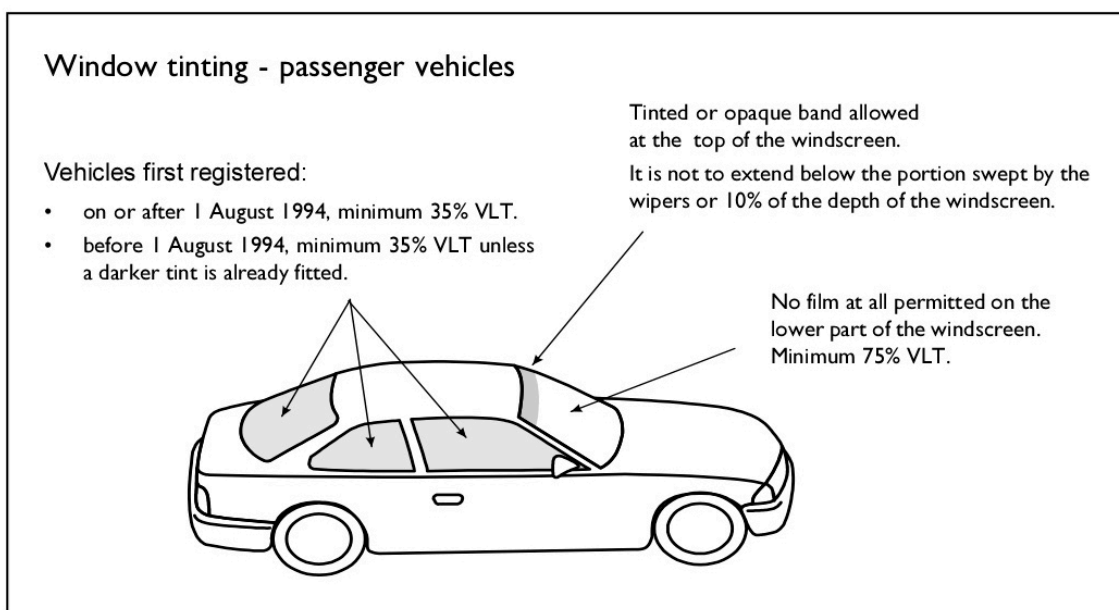 Window tinting - passenger vehicles
Vehicles first registered:
• on or after 1 August 1994, minimum 35% VLT.
• before 1 August 1994, minimum 35% VLT unless
a darker tint is already fitted.
Tinted or opaque band allowed
at the top of the windscreen.
It is not to extend below the portion swept by the
wipers or 10% of the depth of the windscreen.
No film at all permitted on the
lower part of the windscreen.
Minimum 75% VLT.